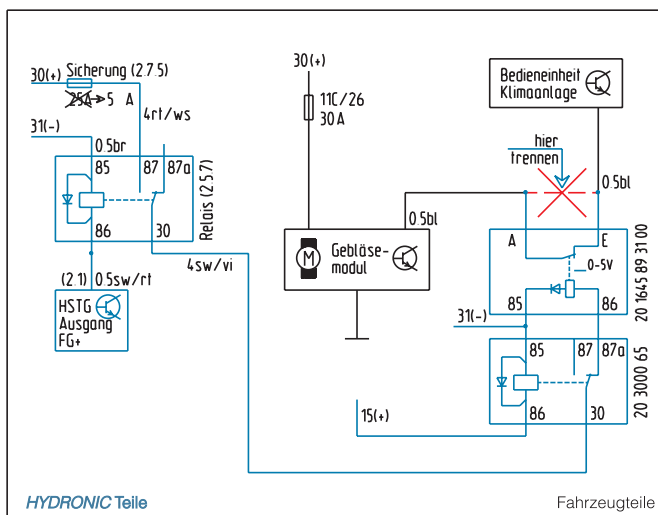 30(+)
Sicherung (2.7.5)
25A → 5 A
4rt/ws
31(-)
0.5br
85
87
87a
86
30
Relais (2.5.7)
4sw/vi
(2.1)
0.5sw/rt
HSTG
Ausgang
FG+
30(+)
11C/26
30A
0.5bl
M
Gebläse-
modul
15(+)
Bedieneinheit
Klimaanlage
hier
trennen
0.5bl
A
E
0-5V
85
86
20 1645 89 31 00
31(-)
85
87
87a
86
30
20 3000 65
HYDRONIC Teile
Fahrzeugteile